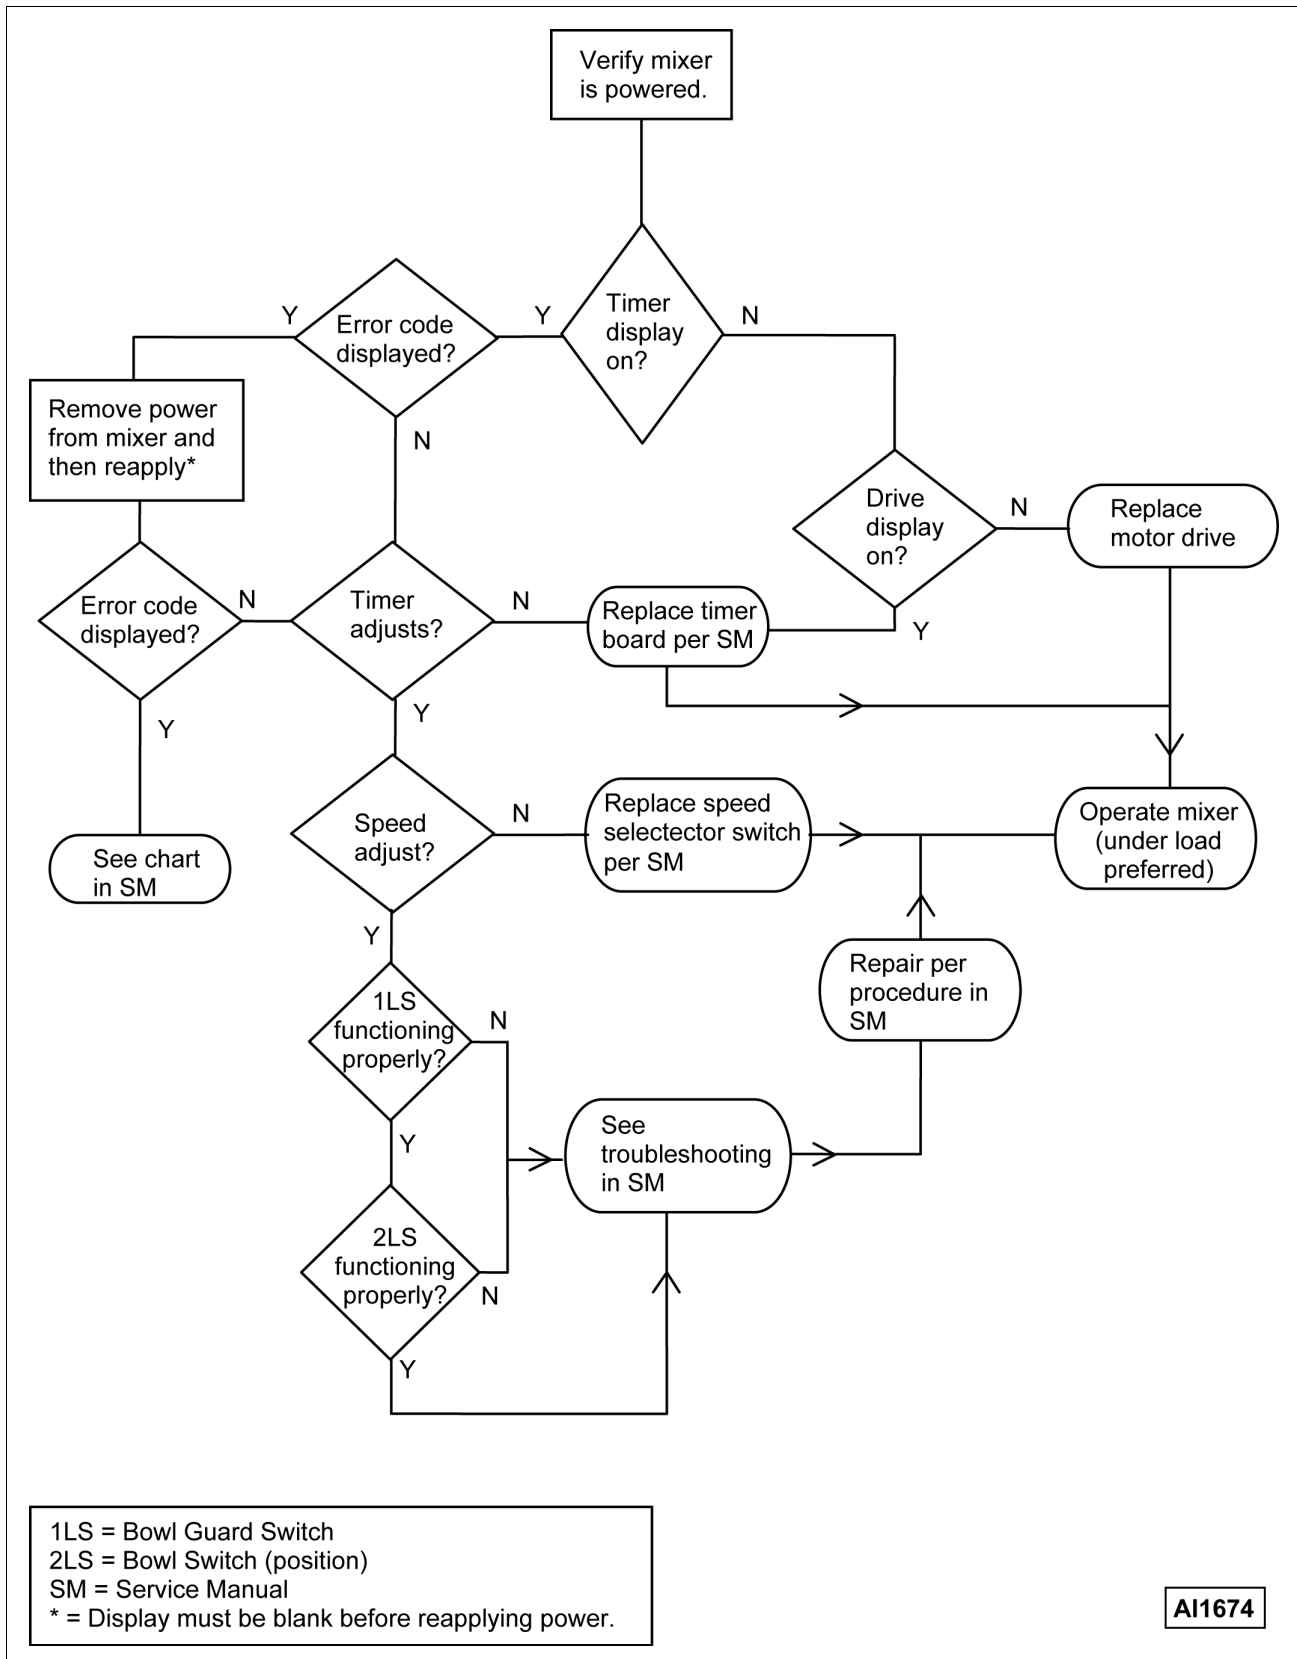 Verify mixer
is powered.
Y
Error code
displayed?
Y
Timer
display
on?
N
Remove power
from mixer and
then reapply*
N
Drive
display
on?
N
Replace
motor drive
Error code
displayed?
N
Timer
adjusts?
N
Replace timer
board per SM
Y
Y
Y
See chart
in SM
Speed
adjust?
N
Replace speed
selectector switch
per SM
Operate mixer
(under load
preferred)
Y
1LS
functioning
properly?
N
Repair per
procedure in
SM
Y
See
troubleshooting
in SM
2LS
functioning
properly?
N
Y
1LS = Bowl Guard Switch
2LS = Bowl Switch (position)
SM = Service Manual
* = Display must be blank before reapplying power.
AI1674